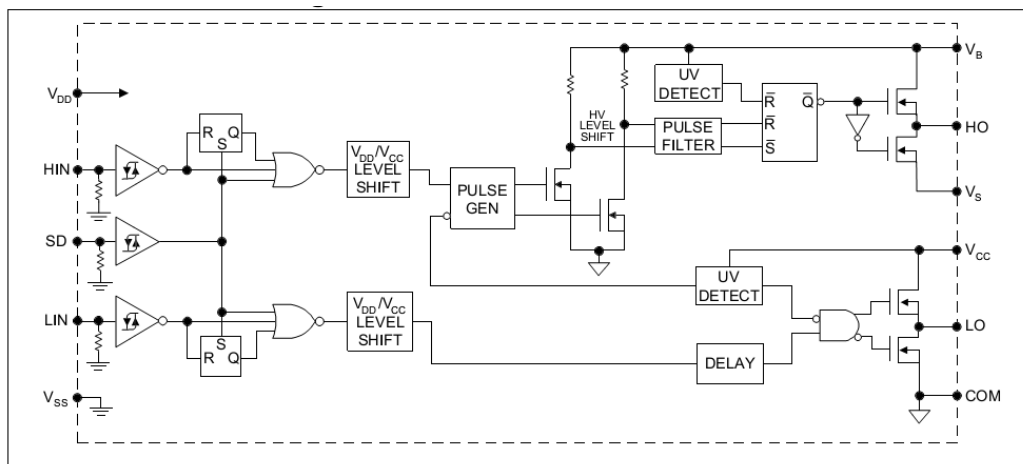 V_B
UV
DETECT
V_DD
R̅
Q̅
HV
LEVEL
SHIFT
R̅
HO
R
Q
PULSE
FILTER
S
S̅
V_DD/V_CC
LEVEL
SHIFT
HIN
PULSE
GEN
V_S
SD
V_CC
UV
DETECT
V_DD/V_CC
LEVEL
SHIFT
LIN
LO
S
R
Q
DELAY
V_SS
COM